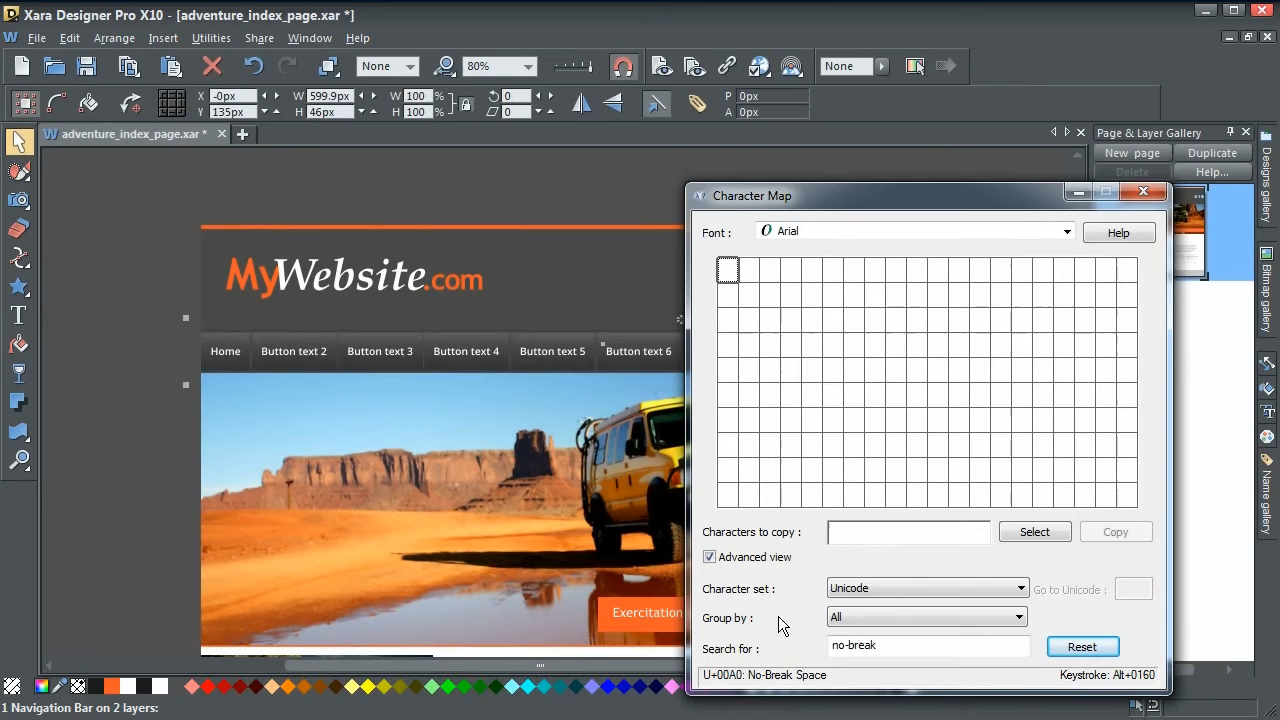 Xara Designer Pro X10 - [adventure_index_page.xar *]
File Edit Arrange Insert Utilities Share Window Help
None 80% None
X -0px W 599.9px W 100 % 0 P 0px
Y 135px H 46px H 100 % 0 A 0px
adventure_index_page.xar * Page & Layer Gallery
New page Duplicate
Delete Help...
Designs gallery
Bitmap gallery
Name gallery
MyWebsite.com
Home Button text 2 Button text 3 Button text 4 Button text 5 Button text 6
Exercitation
Character Map
Font : Arial Help
Characters to copy : Select Copy
Advanced view
Character set : Unicode Go to Unicode :
Group by : All
Search for : no-break Reset
U+00A0: No-Break Space Keystroke: Alt+0160
1 Navigation Bar on 2 layers: